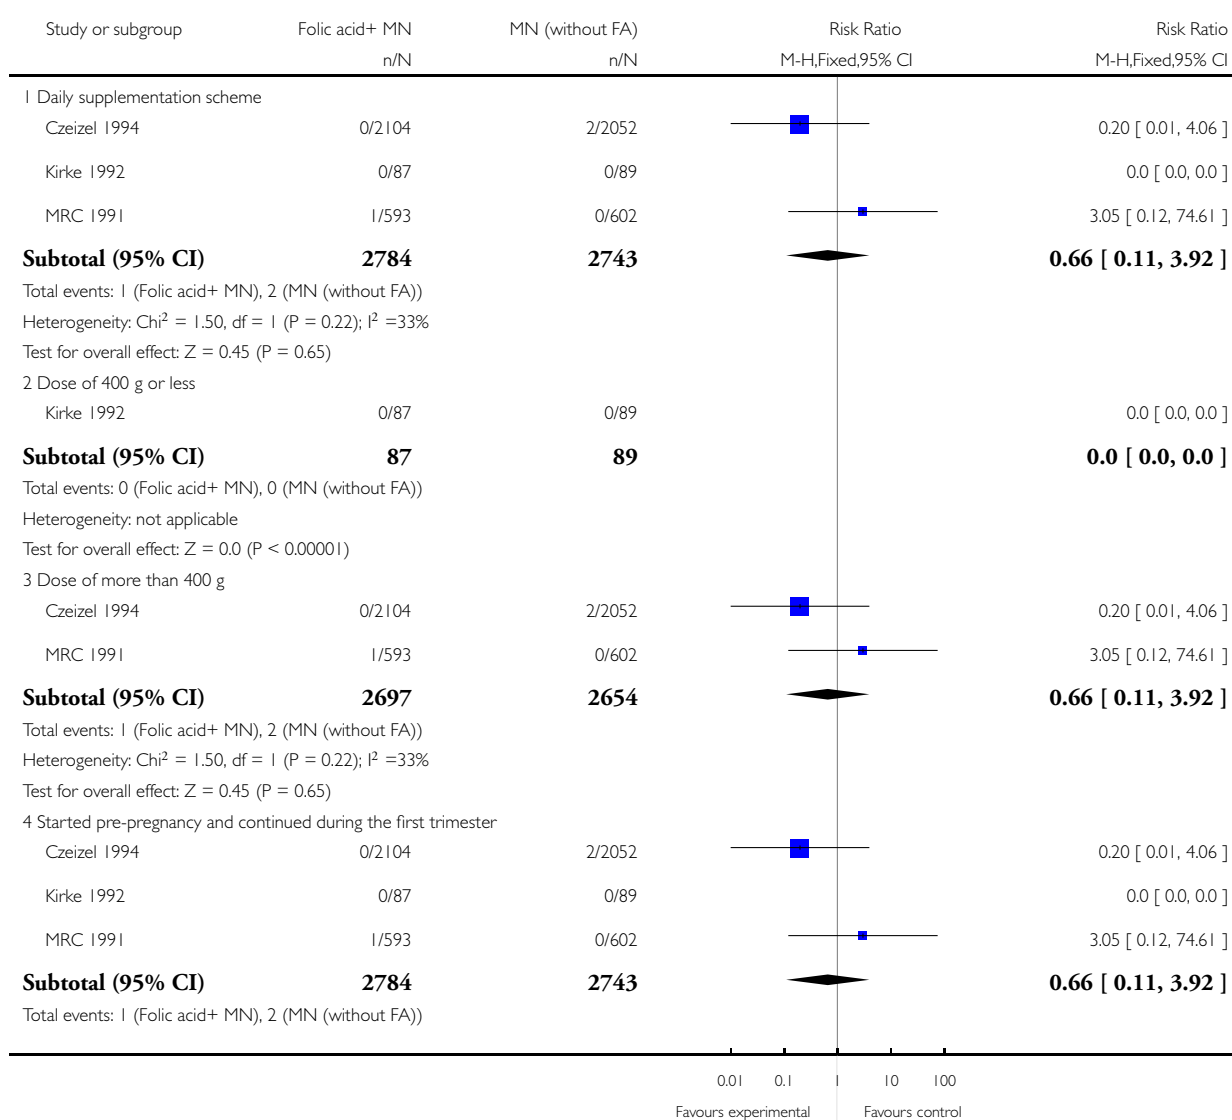 Study or subgroup Folic acid+ MN MN (without FA) Risk Ratio Risk Ratio
n/N n/N M-H,Fixed,95% CI M-H,Fixed,95% CI
1 Daily supplementation scheme
Czeizel 1994 0/2104 2/2052 0.20 [ 0.01, 4.06 ]
Kirke 1992 0/87 0/89 0.0 [ 0.0, 0.0 ]
MRC 1991 1/593 0/602 3.05 [ 0.12, 74.61 ]
Subtotal (95% CI) 2784 2743 0.66 [ 0.11, 3.92 ]
Total events: 1 (Folic acid+ MN), 2 (MN (without FA))
Heterogeneity: Chi² = 1.50, df = 1 (P = 0.22); I² =33%
Test for overall effect: Z = 0.45 (P = 0.65)
2 Dose of 400 g or less
Kirke 1992 0/87 0/89 0.0 [ 0.0, 0.0 ]
Subtotal (95% CI) 87 89 0.0 [ 0.0, 0.0 ]
Total events: 0 (Folic acid+ MN), 0 (MN (without FA))
Heterogeneity: not applicable
Test for overall effect: Z = 0.0 (P < 0.00001)
3 Dose of more than 400 g
Czeizel 1994 0/2104 2/2052 0.20 [ 0.01, 4.06 ]
MRC 1991 1/593 0/602 3.05 [ 0.12, 74.61 ]
Subtotal (95% CI) 2697 2654 0.66 [ 0.11, 3.92 ]
Total events: 1 (Folic acid+ MN), 2 (MN (without FA))
Heterogeneity: Chi² = 1.50, df = 1 (P = 0.22); I² =33%
Test for overall effect: Z = 0.45 (P = 0.65)
4 Started pre-pregnancy and continued during the first trimester
Czeizel 1994 0/2104 2/2052 0.20 [ 0.01, 4.06 ]
Kirke 1992 0/87 0/89 0.0 [ 0.0, 0.0 ]
MRC 1991 1/593 0/602 3.05 [ 0.12, 74.61 ]
Subtotal (95% CI) 2784 2743 0.66 [ 0.11, 3.92 ]
Total events: 1 (Folic acid+ MN), 2 (MN (without FA))
0.01 0.1 1 10 100
Favours experimental Favours control